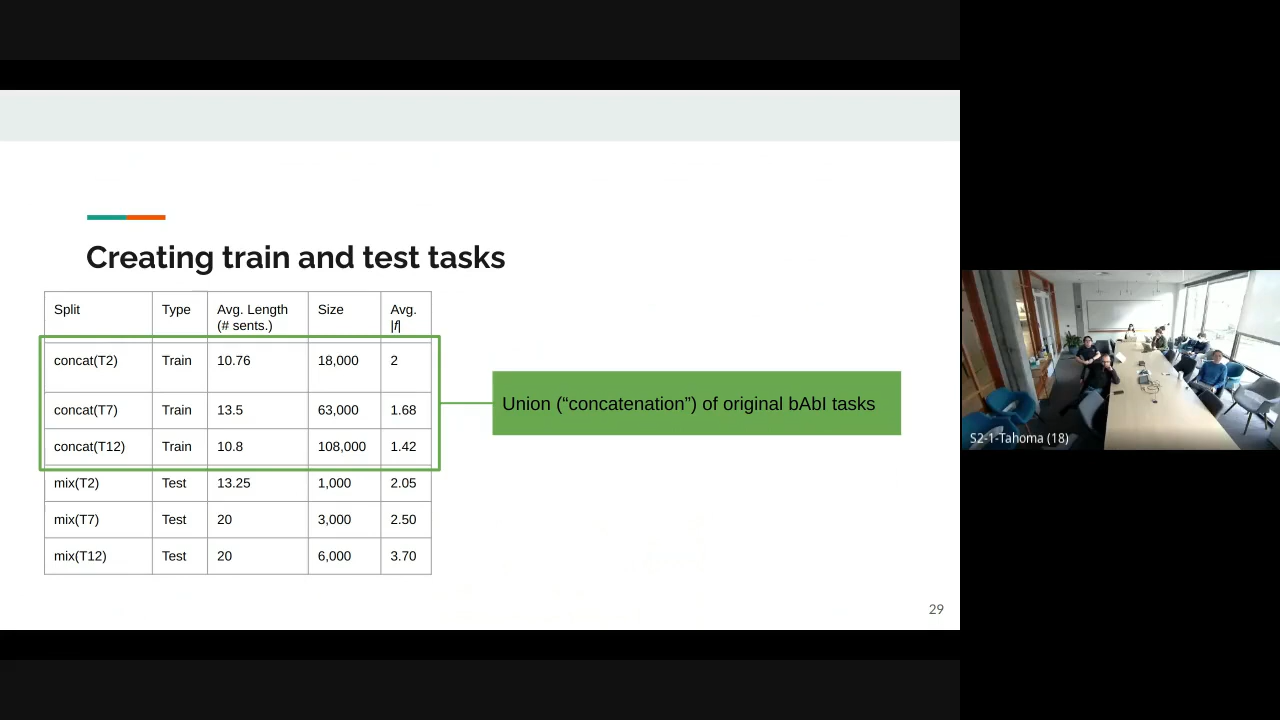 Creating train and test tasks
Split Type Avg. Length (# sents.) Size Avg. |f|
concat(T2) Train 10.76 18,000 2
concat(T7) Train 13.5 63,000 1.68
concat(T12) Train 10.8 108,000 1.42
mix(T2) Test 13.25 1,000 2.05
mix(T7) Test 20 3,000 2.50
mix(T12) Test 20 6,000 3.70
Union (“concatenation”) of original bAbI tasks
29
S2-1-Tahoma (18)